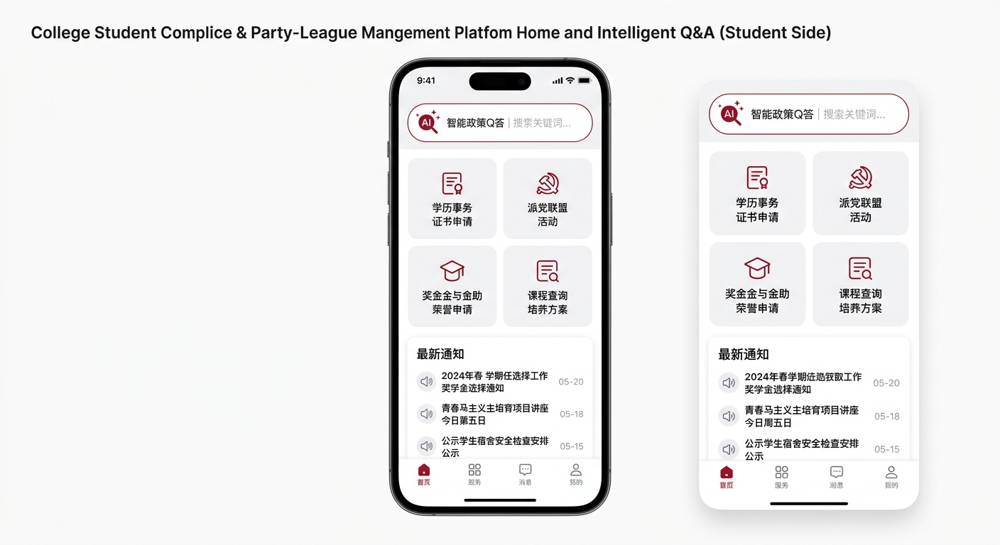 College Student Complice & Party-League Mangement Platfom Home and Intelligent Q&A (Student Side)
9:41
AI 智能政策Q答 | 搜索关键词...
学历事务
证书申请
派党联盟
活动
奖金金与金助
荣誉申请
课程查询
培养方案
最新通知
2024年春 学期任选择工作
奖学金选择通知
05-20
青春马主义主培育项目讲座
今日第五日
05-18
公示学生宿舍安全检查安排
公示
05-15
首页
服务
消息
我的
AI 智能政策Q答 | 搜索关键词...
学历事务
证书申请
派党联盟
活动
奖金金与金助
荣誉申请
课程查询
培养方案
最新通知
2024年春学期 工作
奖学金选择通知
05-20
青春马主义主培育项目讲座
今日周五日
05-18
公示学生宿舍安全检查安排
公示
05-15
服务
消息
我的